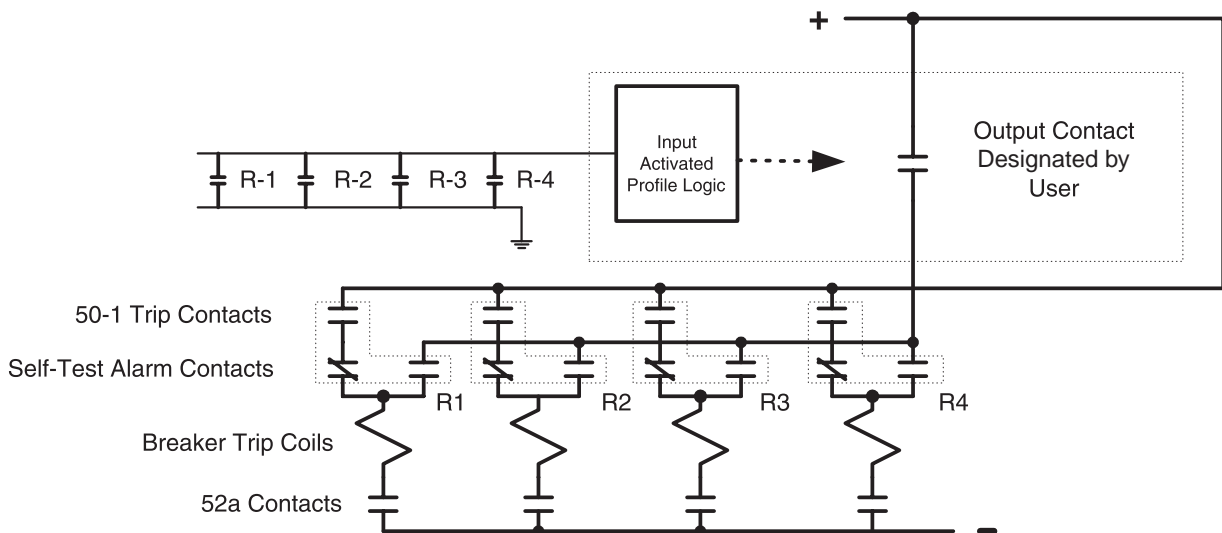 +
Output Contact
Designated by
User
Input
Activated
Profile Logic
R-1 R-2 R-3 R-4
50-1 Trip Contacts
Self-Test Alarm Contacts
R1 R2 R3 R4
Breaker Trip Coils
52a Contacts
-